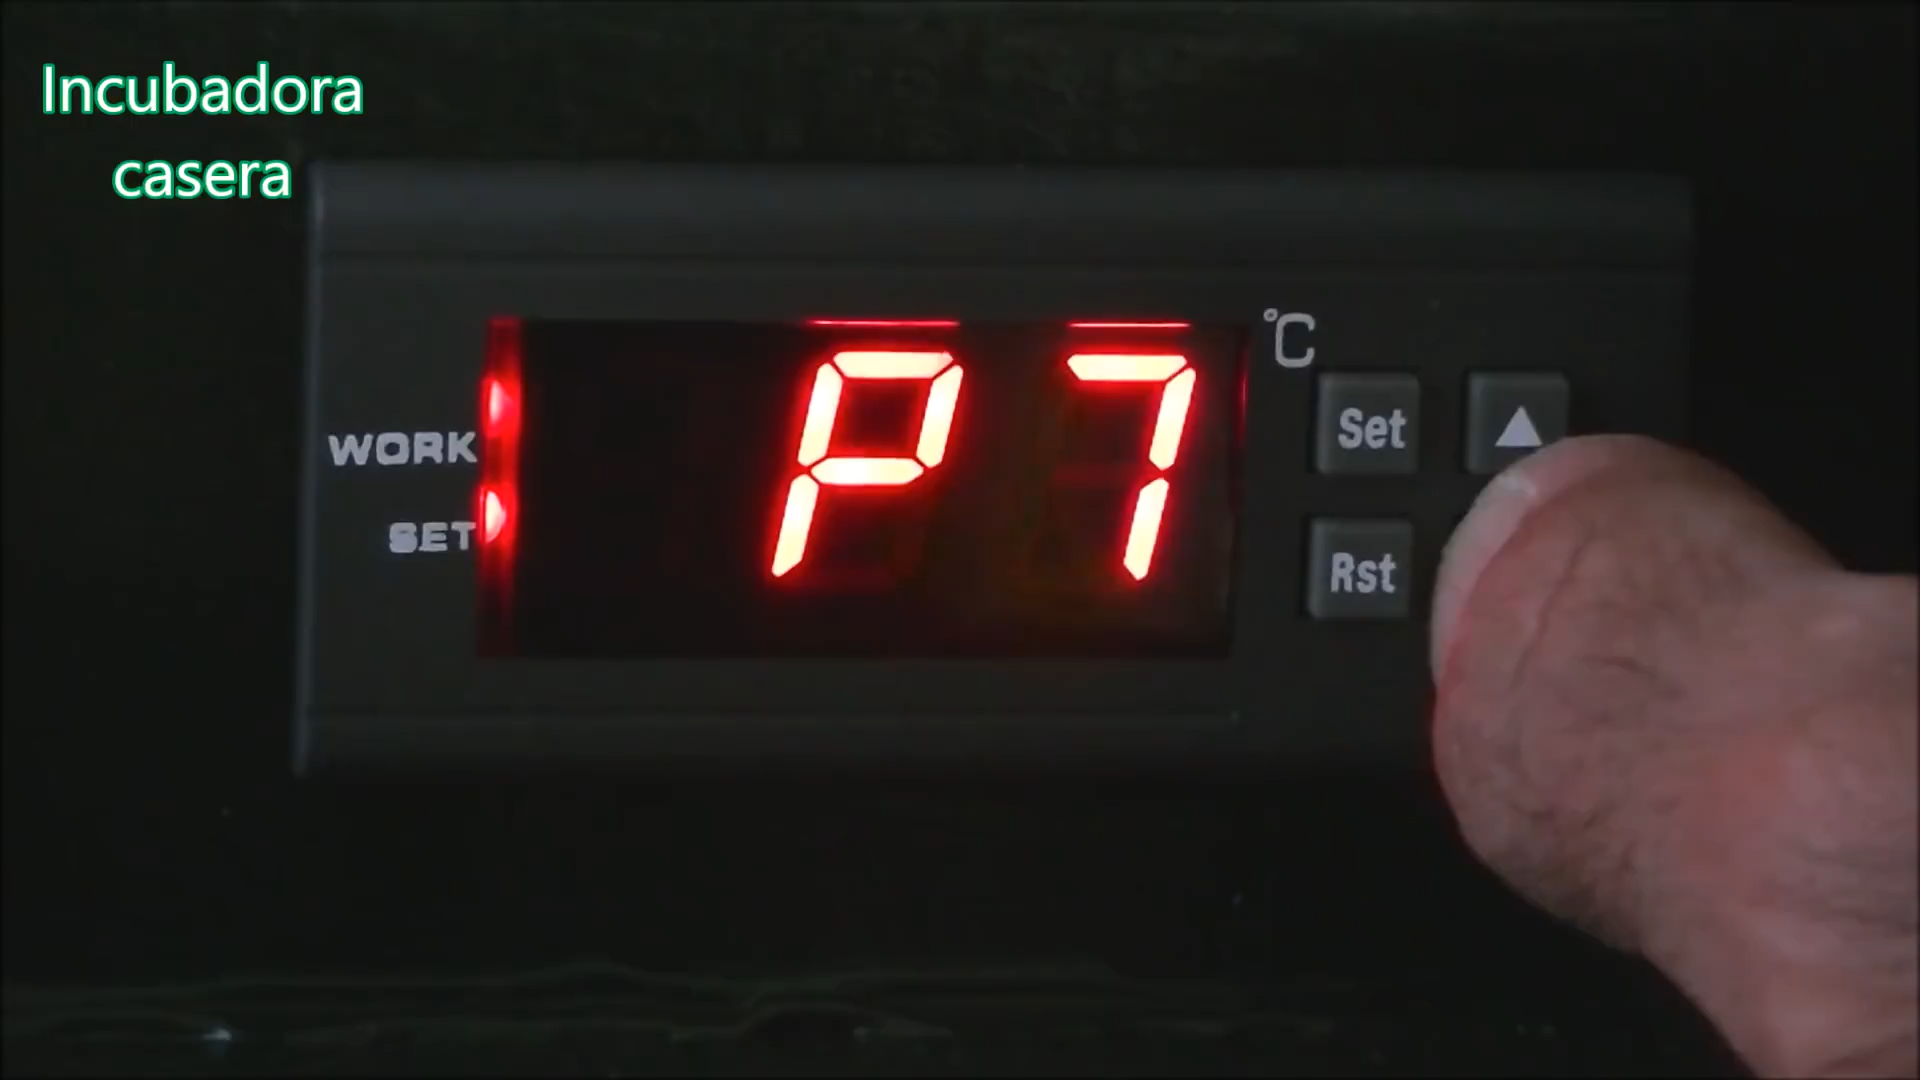 Incubadora
casera
P7
°C
WORK
SET
Set
▲
Rst